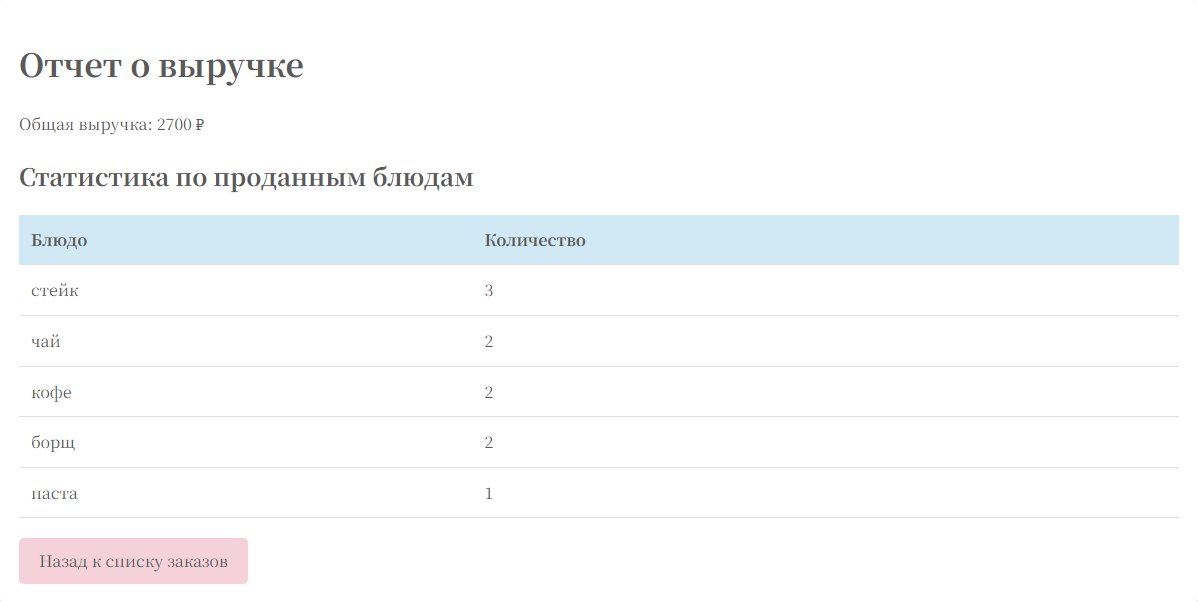 Отчет о выручке
Общая выручка: 2700 ₽
Статистика по проданным блюдам
Блюдо Количество
стейк 3
чай 2
кофе 2
борщ 2
паста 1
Назад к списку заказов